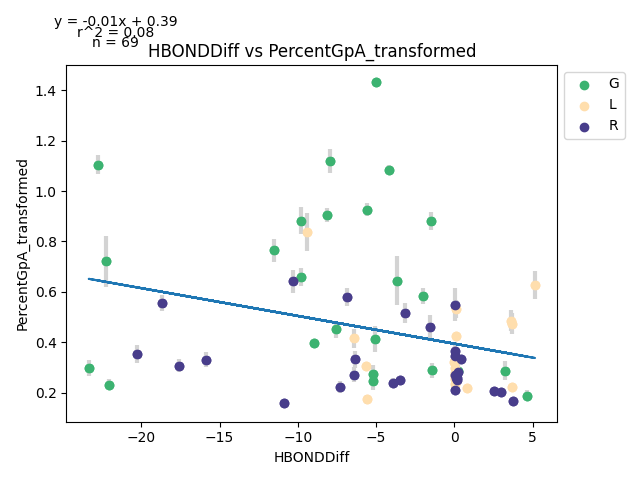 y = -0.01x + 0.39
r^2 = 0.08
n = 69
HBONDDiff vs PercentGpA_transformed
G
L
R
1.4
1.2
1.0
0.8
0.6
0.4
0.2
PercentGpA_transformed
−20
−15
−10
−5
0
5
HBONDDiff